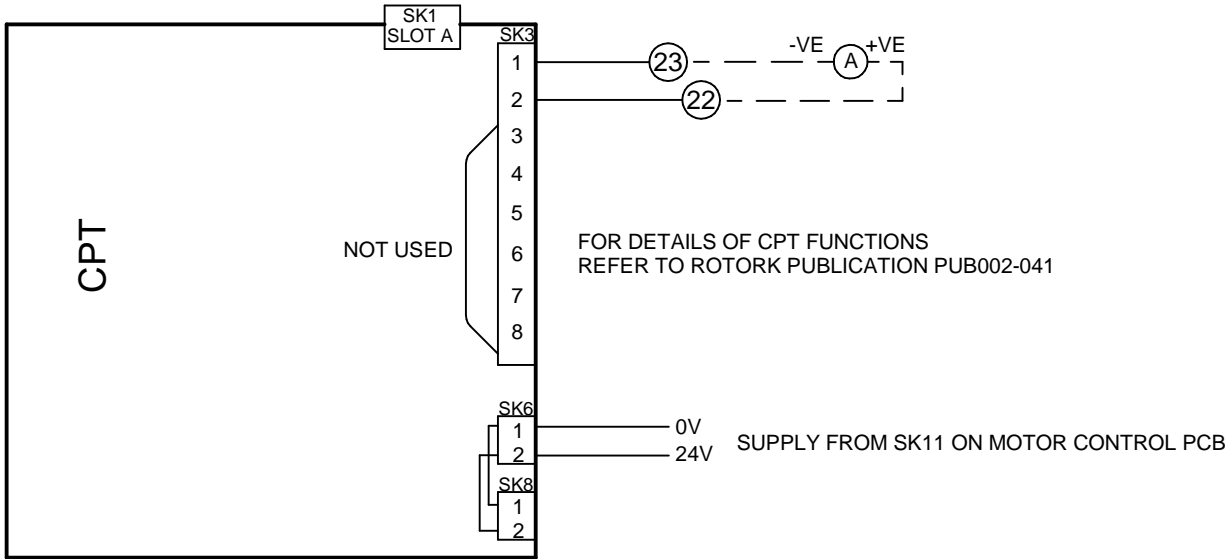 SK1
SLOT A
SK3
1
23
-VE
A
+VE
2
22
3
4
5
6
7
8
CPT
NOT USED
FOR DETAILS OF CPT FUNCTIONS
REFER TO ROTORK PUBLICATION PUB002-041
SK6
1
2
0V
24V
SUPPLY FROM SK11 ON MOTOR CONTROL PCB
SK8
1
2